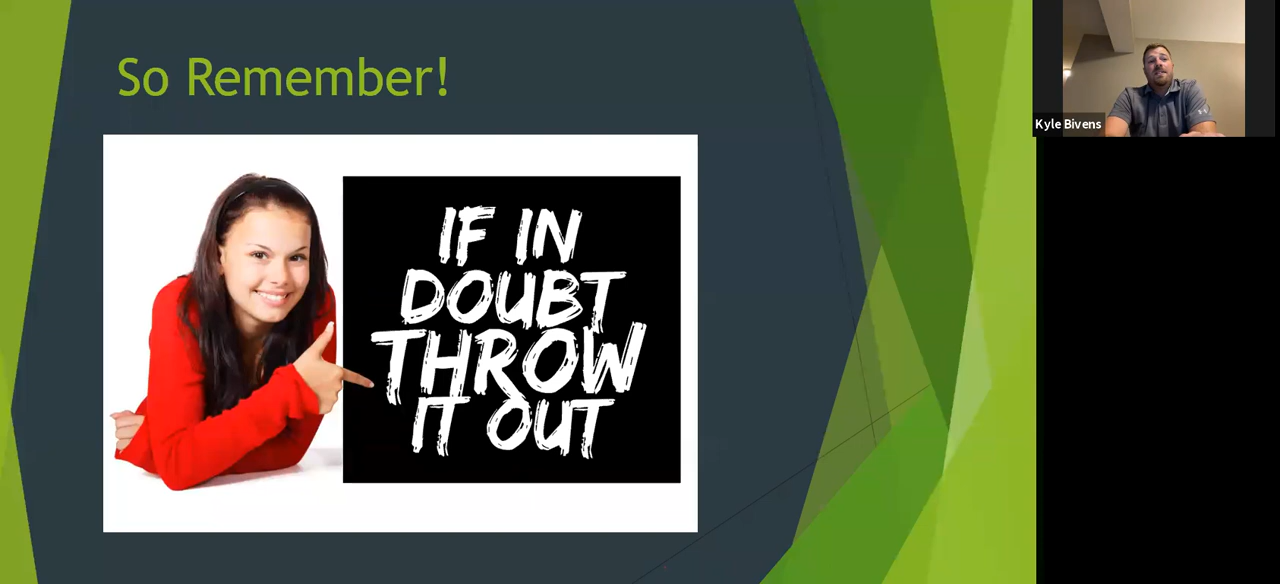 So Remember!
IF IN
DOUBT
THROW
IT OUT
Kyle Bivens